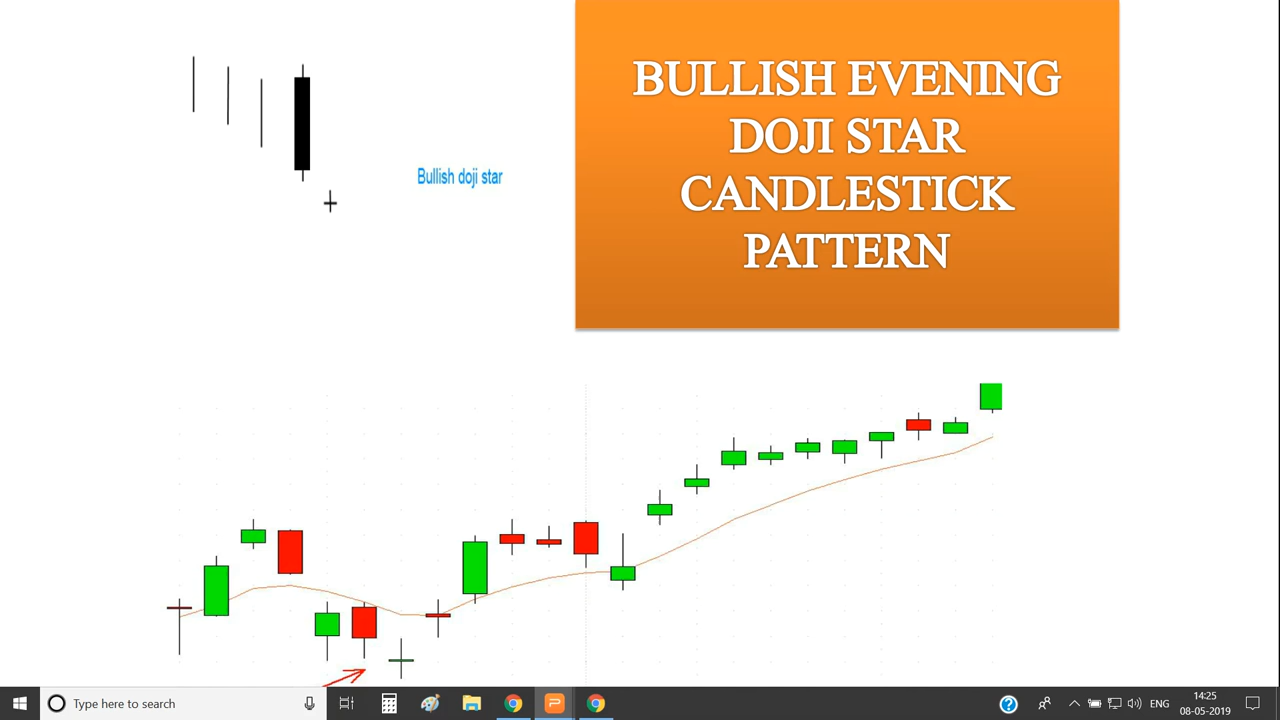 BULLISH EVENING
DOJI STAR
CANDLESTICK
PATTERN
Bullish doji star
Type here to search
ENG
14:25
08-05-2019